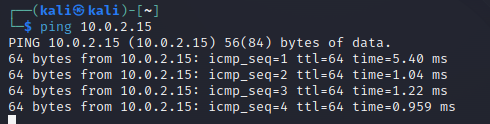 ┌──(kali㉿kali)-[~]
└─$ ping 10.0.2.15
PING 10.0.2.15 (10.0.2.15) 56(84) bytes of data.
64 bytes from 10.0.2.15: icmp_seq=1 ttl=64 time=5.40 ms
64 bytes from 10.0.2.15: icmp_seq=2 ttl=64 time=1.04 ms
64 bytes from 10.0.2.15: icmp_seq=3 ttl=64 time=1.22 ms
64 bytes from 10.0.2.15: icmp_seq=4 ttl=64 time=0.959 ms